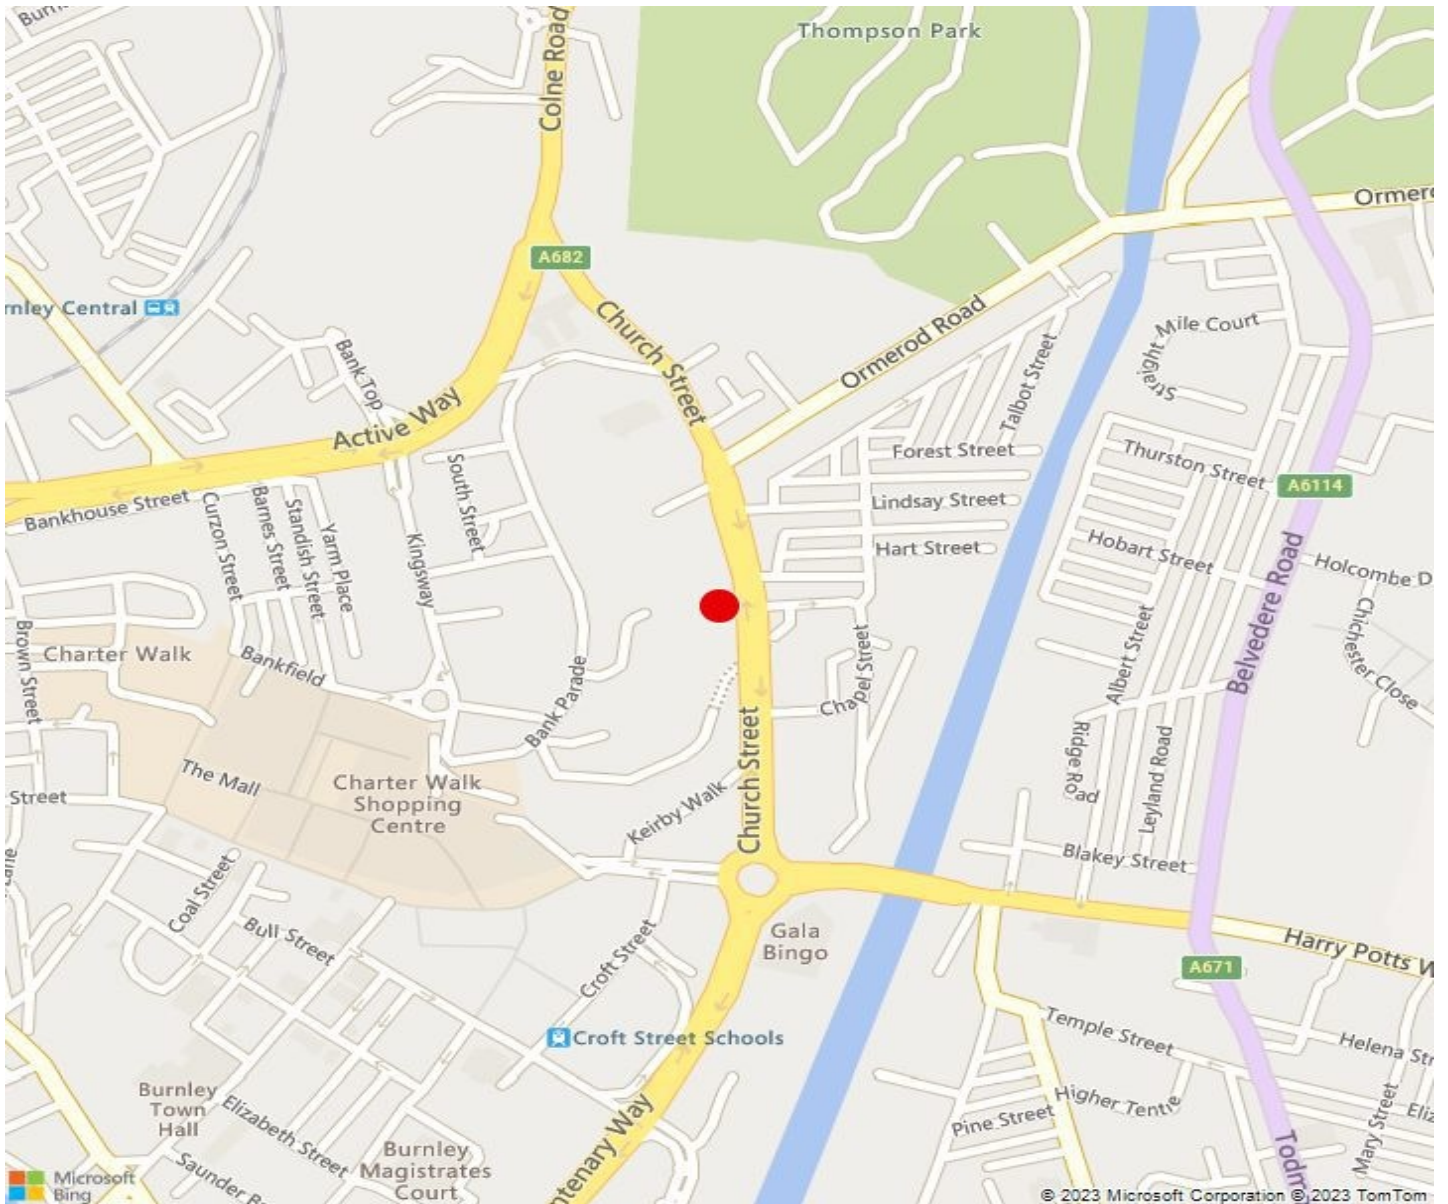 Thompson Park
Colne Road
Ormero
A682
rnley Central
Church Street
Mile Court
Straight
Ormerod Road
Bank Top
Talbot Street
Active Way
Forest Street
Thurston Street
South Street
Lindsay Street
A6114
Bankhouse Street
Curzon Street
Barnes Street
Standish Street
Yarm Place
Kingsway
Hart Street
Hobart Street
Belvedere Road
Holcombe D
Chichester Close
Brown Street
Charter Walk
Bankfield
Bank Parade
Chapel Street
Albert Street
Church Street
Ridge Road
Leyland Road
The Mall
Street
Charter Walk
Shopping
Centre
Keirby Walk
Blakey Street
Coal Street
Bull Street
Croft Street
Gala
Bingo
Harry Potts W
A671
Croft Street Schools
Temple Street
Helena Str
Burnley
Town
Hall
Elizabeth Street
Pine Street
Higher Tent
Mary Street
Eliz
Burnley
Magistrates
Court
Saunder B
ntenary Way
Todm
Microsoft
Bing
© 2023 Microsoft Corporation © 2023 TomTom